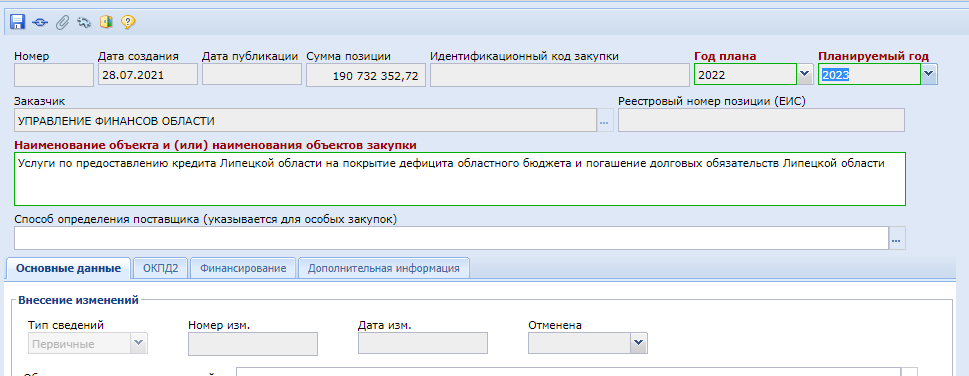 Номер Дата создания Дата публикации Сумма позиции Идентификационный код закупки Год плана Планируемый год
28.07.2021 190 732 352,72 2022 2023
Заказчик Реестровый номер позиции (ЕИС)
УПРАВЛЕНИЕ ФИНАНСОВ ОБЛАСТИ ...
Наименование объекта и (или) наименования объектов закупки
Услуги по предоставлению кредита Липецкой области на покрытие дефицита областного бюджета и погашение долговых обязательств Липецкой области
Способ определения поставщика (указывается для особых закупок)
...
Основные данные ОКПД2 Финансирование Дополнительная информация
Внесение изменений
Тип сведений Номер изм. Дата изм. Отменена
Первичные